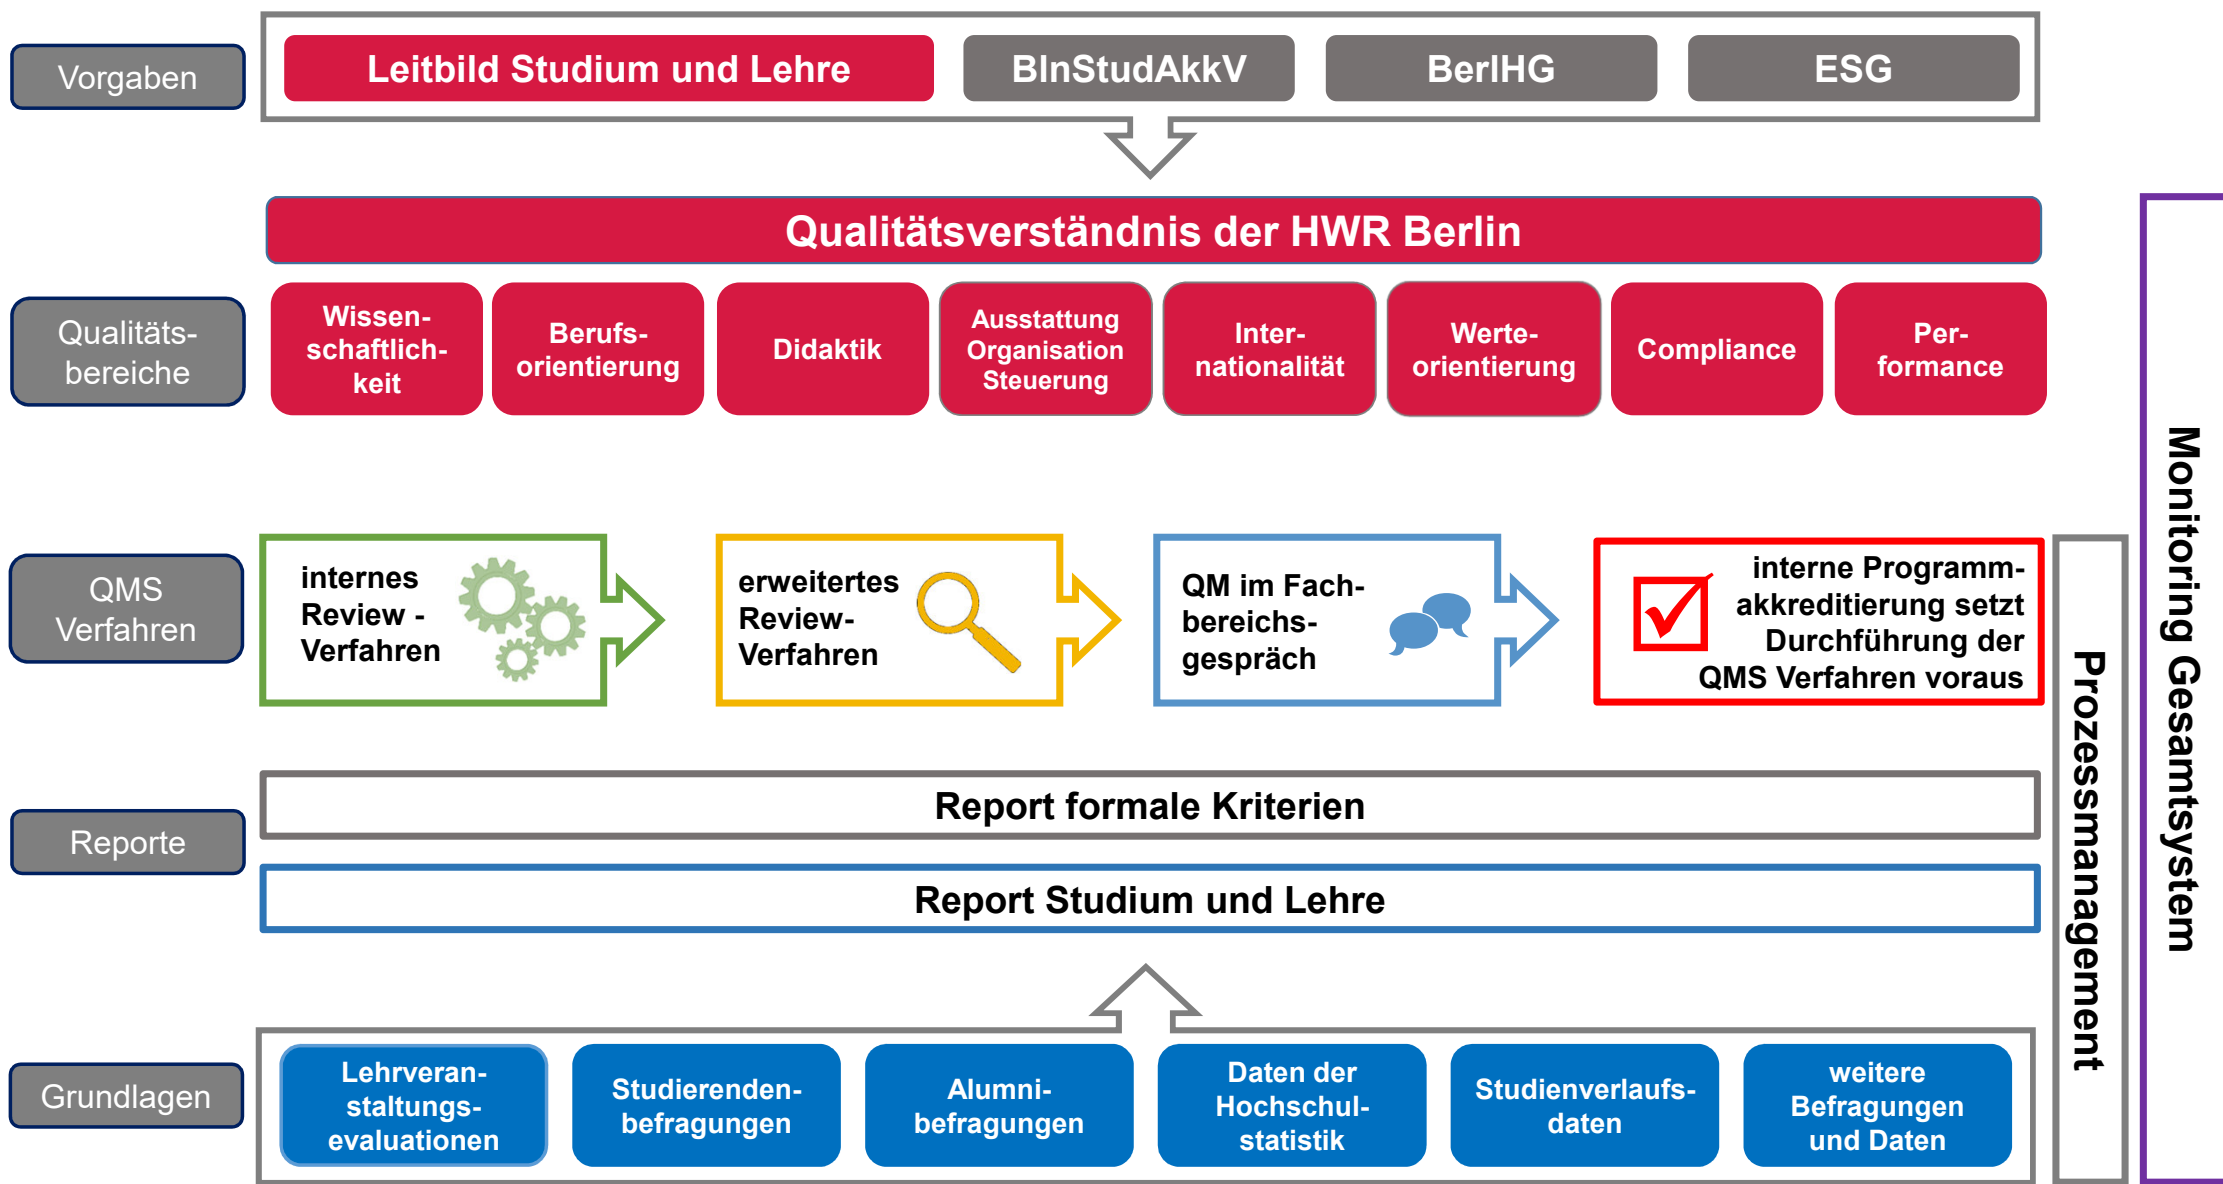 Vorgaben
Leitbild Studium und Lehre
BlnStudAkkV
BerlHG
ESG
Qualitätsverständnis der HWR Berlin
Qualitäts-
bereiche
Wissen-
schaftlich-
keit
Berufs-
orientierung
Didaktik
Ausstattung
Organisation
Steuerung
Inter-
nationalität
Werte-
orientierung
Compliance
Per-
formance
QMS
Verfahren
internes
Review -
Verfahren
erweitertes
Review-
Verfahren
QM im Fach-
bereichs-
gespräch
interne Programm-
akkreditierung setzt
Durchführung der
QMS Verfahren voraus
Reporte
Report formale Kriterien
Report Studium und Lehre
Grundlagen
Lehrveran-
staltungs-
evaluationen
Studierenden-
befragungen
Alumni-
befragungen
Daten der
Hochschul-
statistik
Studienverlaufs-
daten
weitere
Befragungen
und Daten
Prozessmanagement
Monitoring Gesamtsystem